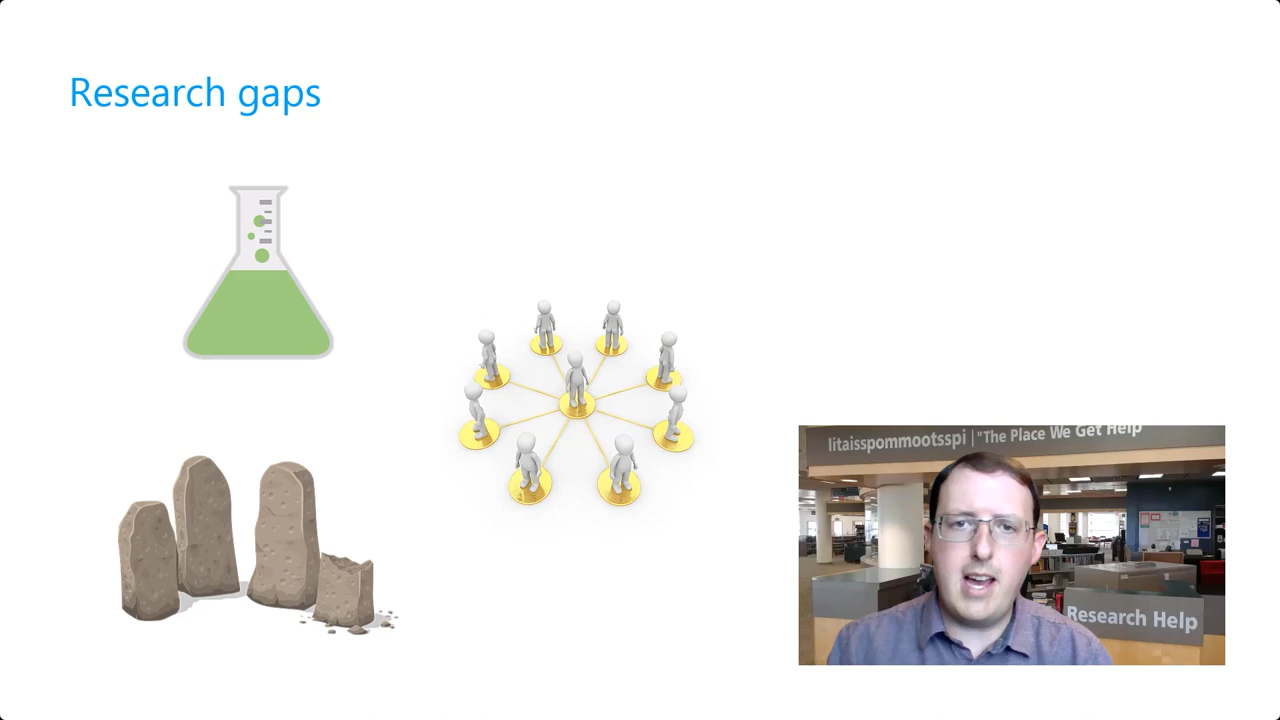 Research gaps
litaisspommootsspi | "The Place We Get Help
Research Help